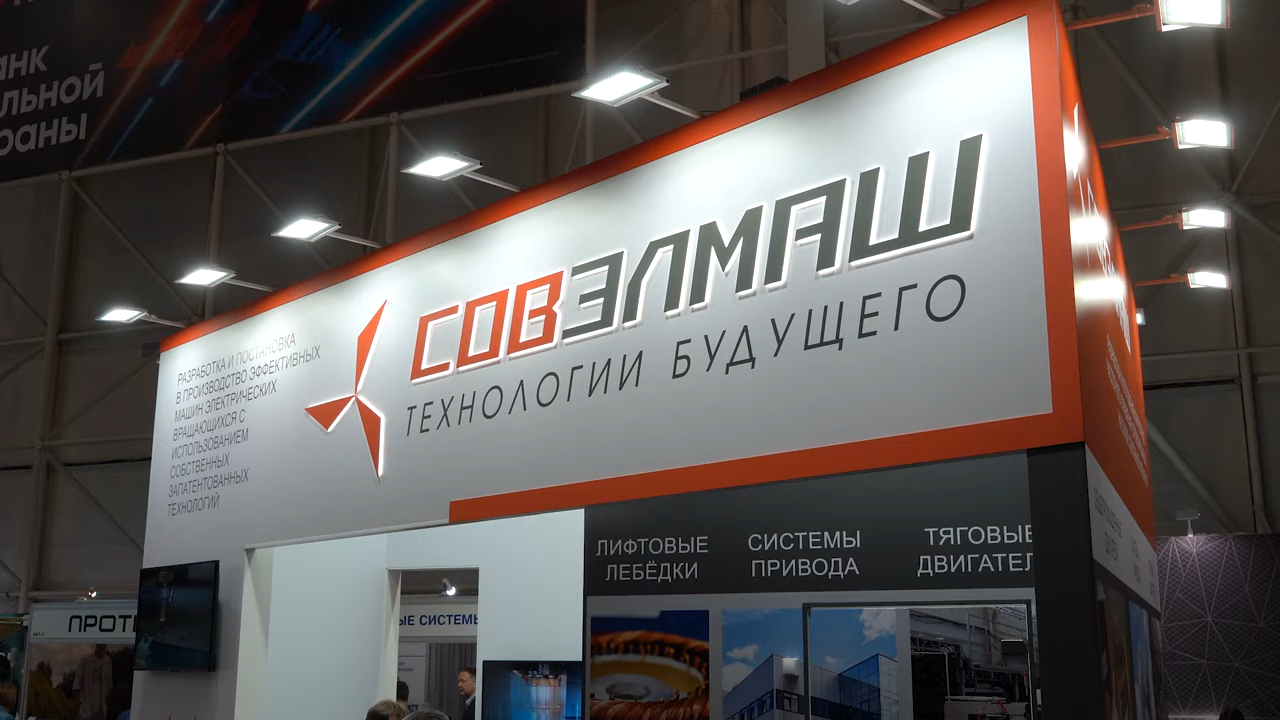 АНК
ЛЬНОЙ
РАНЫ
РАЗРАБОТКА И ПОСТАНОВКА
В ПРОИЗВОДСТВО ЭФФЕКТИВНЫХ
МАШИН ЭЛЕКТРИЧЕСКИХ
ВРАЩАЮЩИХСЯ С
ИСПОЛЬЗОВАНИЕМ
СОБСТВЕННЫХ
ЗАПАТЕНТОВАННЫХ
ТЕХНОЛОГИЙ
СОВЭЛМАШ
ТЕХНОЛОГИИ БУДУЩЕГО
ЛИФТОВЫЕ
ЛЕБЁДКИ
СИСТЕМЫ
ПРИВОДА
ТЯГОВЫЕ
ДВИГАТЕЛ
ПРОТ
ЫЕ СИСТЕМЫ